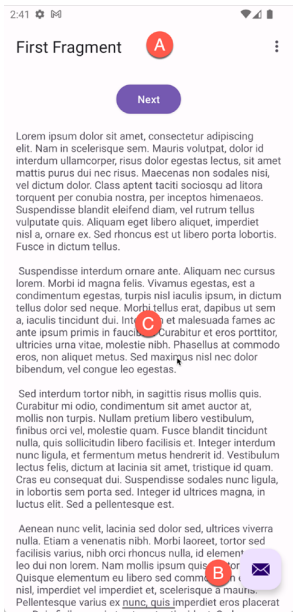 2:41
First Fragment
A
Next
Lorem ipsum dolor sit amet, consectetur adipiscing
elit. Nam in scelerisque sem. Mauris volutpat, dolor id
interdum ullamcorper, risus dolor egestas lectus, sit amet
mattis purus dui nec risus. Maecenas non sodales nisi,
vel dictum dolor. Class aptent taciti sociosqu ad litora
torquent per conubia nostra, per inceptos himenaeos.
Suspendisse blandit eleifend diam, vel rutrum tellus
vulputate quis. Aliquam eget libero aliquet, imperdiet
nisl a, ornare ex. Sed rhoncus est ut libero porta lobortis.
Fusce in dictum tellus.
Suspendisse interdum ornare ante. Aliquam nec cursus
lorem. Morbi id magna felis. Vivamus egestas, est a
condimentum egestas, turpis nisl iaculis ipsum, in dictum
tellus dolor sed neque. Morbi tellus erat, dapibus ut sem
a, iaculis tincidunt dui. Interdum et malesuada fames ac
ante ipsum primis in faucibus. Curabitur et eros porttitor,
ultricies urna vitae, molestie nibh. Phasellus at commodo
eros, non aliquet metus. Sed maximus nisl nec dolor
bibendum, vel congue leo egestas.
C
Sed interdum tortor nibh, in sagittis risus mollis quis.
Curabitur mi odio, condimentum sit amet auctor at,
mollis non turpis. Nullam pretium libero vestibulum,
finibus orci vel, molestie quam. Fusce blandit tincidunt
nulla, quis sollicitudin libero facilisis et. Integer interdum
nunc ligula, et fermentum metus hendrerit id. Vestibulum
lectus felis, dictum at lacinia sit amet, tristique id quam.
Cras eu consequat dui. Suspendisse sodales nunc ligula,
in lobortis sem porta sed. Integer id ultrices magna, in
luctus elit. Sed a pellentesque est.
Aenean nunc velit, lacinia sed dolor sed, ultrices viverra
nulla. Etiam a venenatis nibh. Morbi laoreet, tortor sed
facilisis varius, nibh orci rhoncus nulla, id
leo dui non lorem. Nam mollis ipsum quis
Quisque elementum eu diam eu blandit. Sed
B
nisl, imperdiet vel imperdiet et,
Pellentesque varius ex nunc, quis imperdiet eros placerat